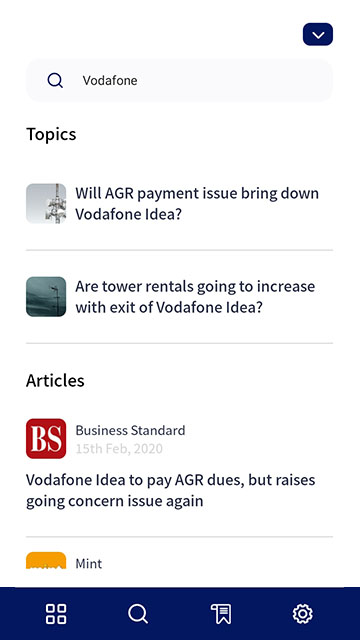 Vodafone
Topics
Will AGR payment issue bring down
Vodafone Idea?
Are tower rentals going to increase
with exit of Vodafone Idea?
Articles
BS
Business Standard
15th Feb, 2020
Vodafone Idea to pay AGR dues, but raises
going concern issue again
Mint